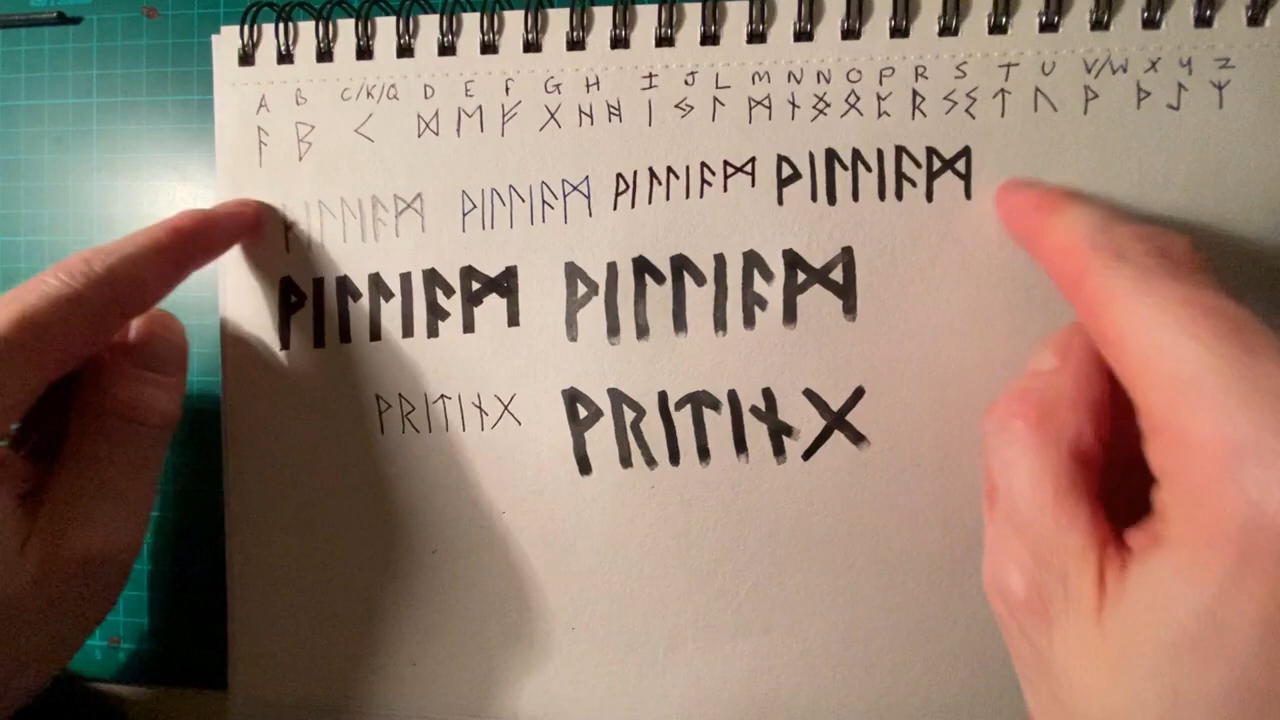 A B C/K/Q D E F G H I J L M N N O P R S T U V/W X Y Z
ᚨ ᛒ ᚲ ᛞ ᛖ ᚠ ᚷ ᚺ ᚻ ᛁ ᛃ ᛚ ᛗ ᚾ ᛝ ᛟ ᛈ ᚱ ᛊ ᛊ ᛏ ᚢ ᚹ ᚦ ᛇ ᛉ
ᚹᛁᛚᛚᛁᚨᛗ ᚹᛁᛚᛚᛁᚨᛗ ᚹᛁᛚᛚᛁᚨᛗ ᚹᛁᛚᛚᛁᚨᛗ
ᚹᛁᛚᛚᛁᚨᛗ ᚹᛁᛚᛚᛁᚨᛗ
ᚹᚱᛁᛏᛁᚾᚷ ᚹᚱᛁᛏᛁᚾᚷ